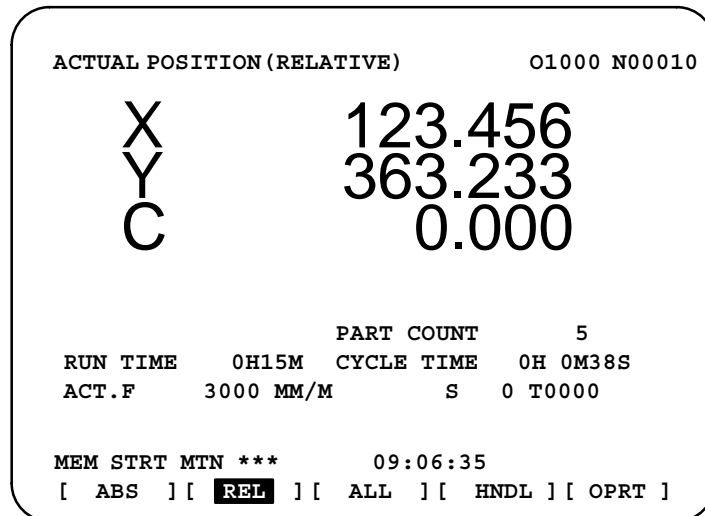 ACTUAL POSITION(RELATIVE) O1000 N00010
X 123.456
Y 363.233
C 0.000
PART COUNT 5
RUN TIME 0H15M CYCLE TIME 0H 0M38S
ACT.F 3000 MM/M S 0 T0000
MEM STRT MTN *** 09:06:35
[ ABS ] [ REL ] [ ALL ] [ HNDL ] [ OPRT ]